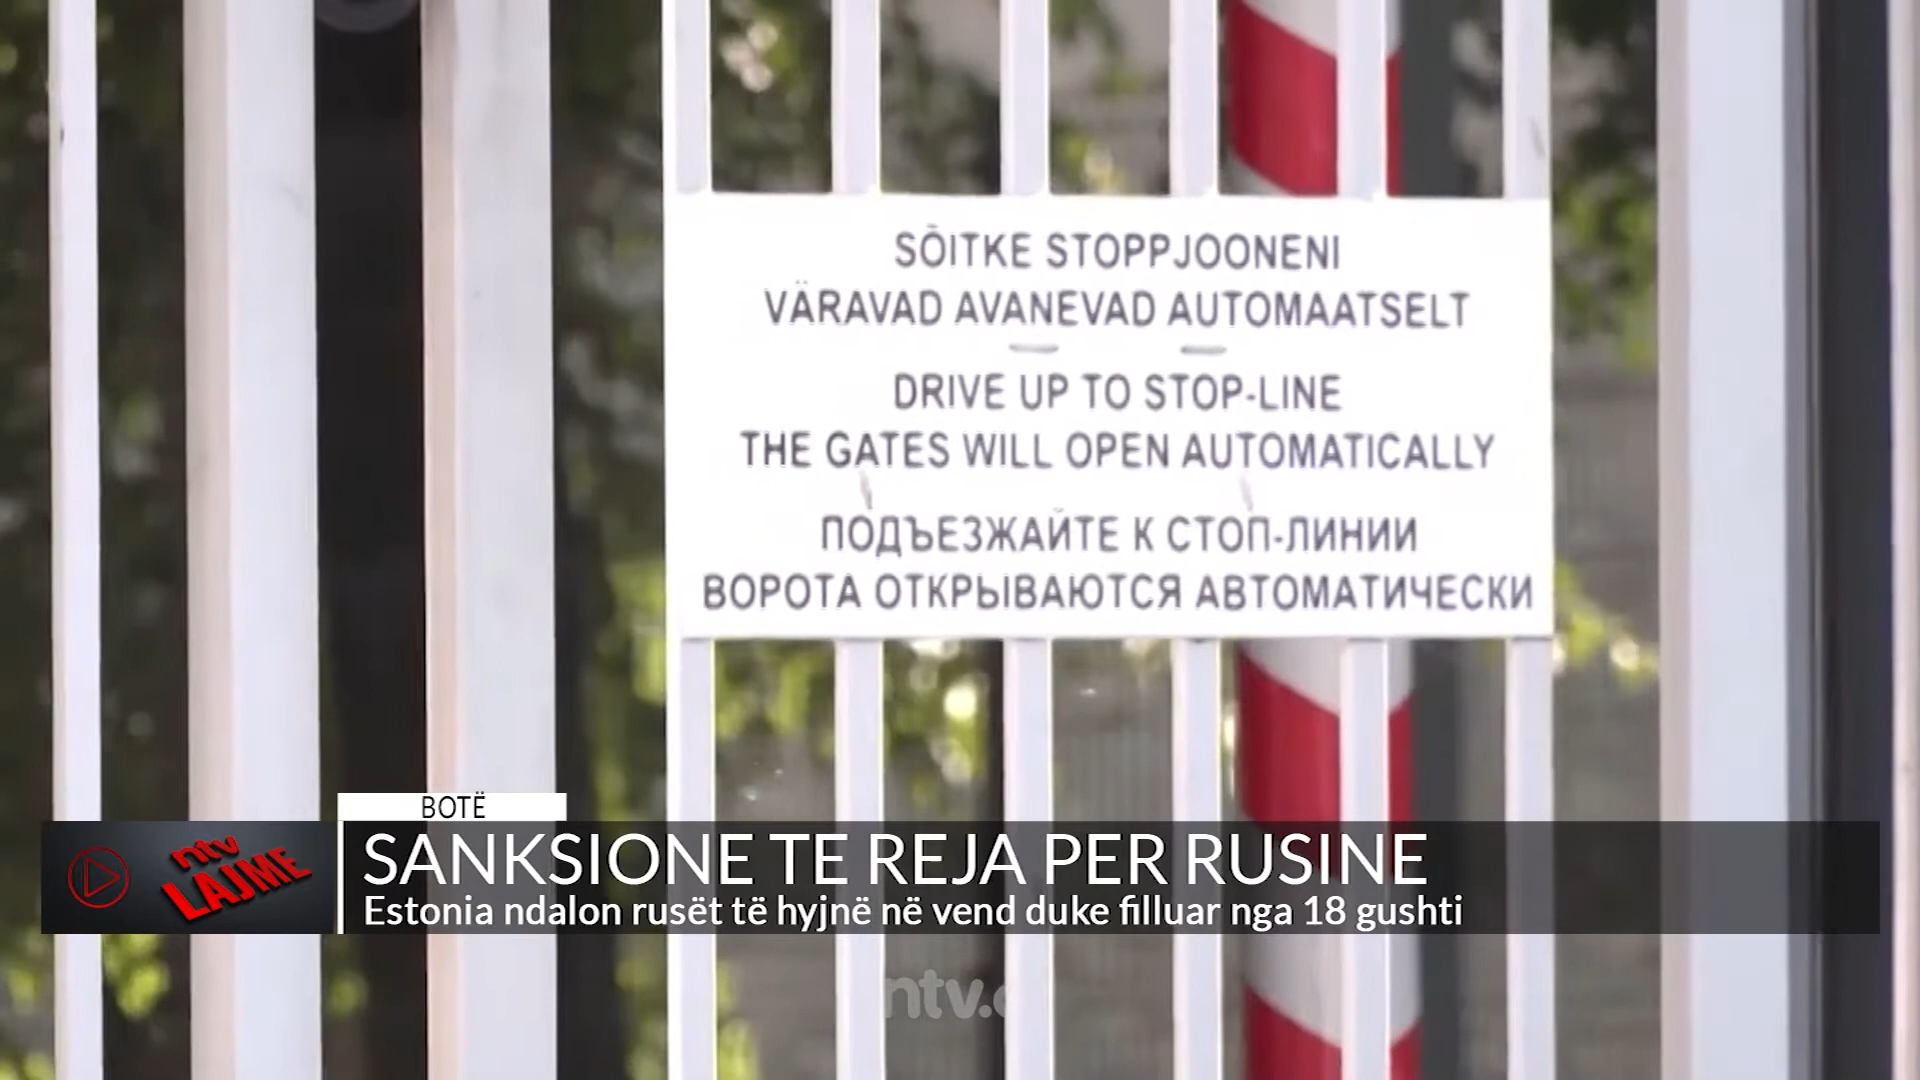 SÕITKE STOPPJOONENI
VÄRAVAD AVANEVAD AUTOMAATSELT
DRIVE UP TO STOP-LINE
THE GATES WILL OPEN AUTOMATICALLY
ПОДЪЕЗЖАЙТЕ К СТОП-ЛИНИИ
ВОРОТА ОТКРЫВАЮТСЯ АВТОМАТИЧЕСКИ
BOTË
ntv
LAJME
SANKSIONE TE REJA PER RUSINE
Estonia ndalon rusët të hyjnë në vend duke filluar nga 18 gushti
ntv.